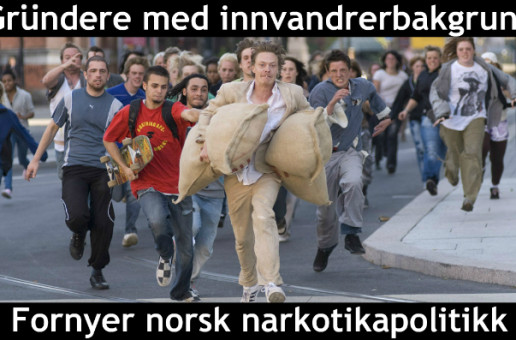 Gründere med innvandrerbakgrun
Fornyer norsk narkotikapolitikk